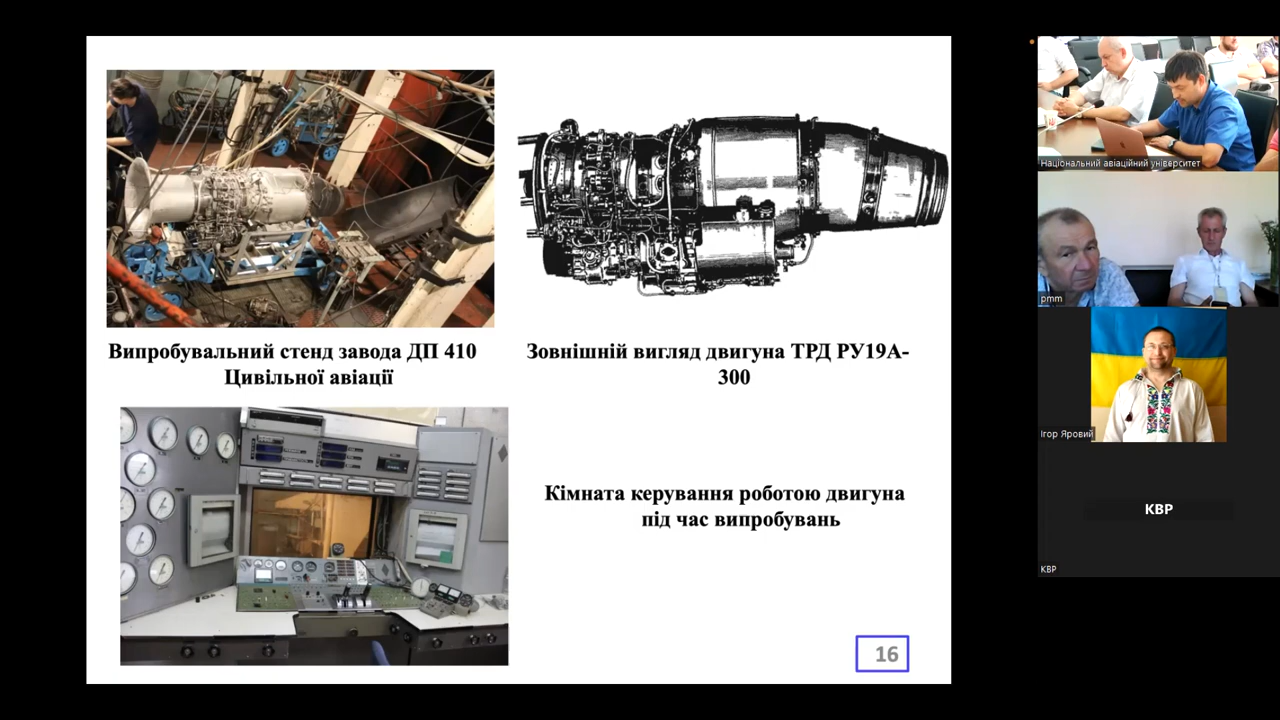 Випробувальний стенд завода ДП 410
Цивільної авіації
Зовнішній вигляд двигуна ТРД РУ19А-
300
Кімната керування роботою двигуна
під час випробувань
16
Національний авіаційний університет
pmm
Ігор Яровий
КВР
КВР